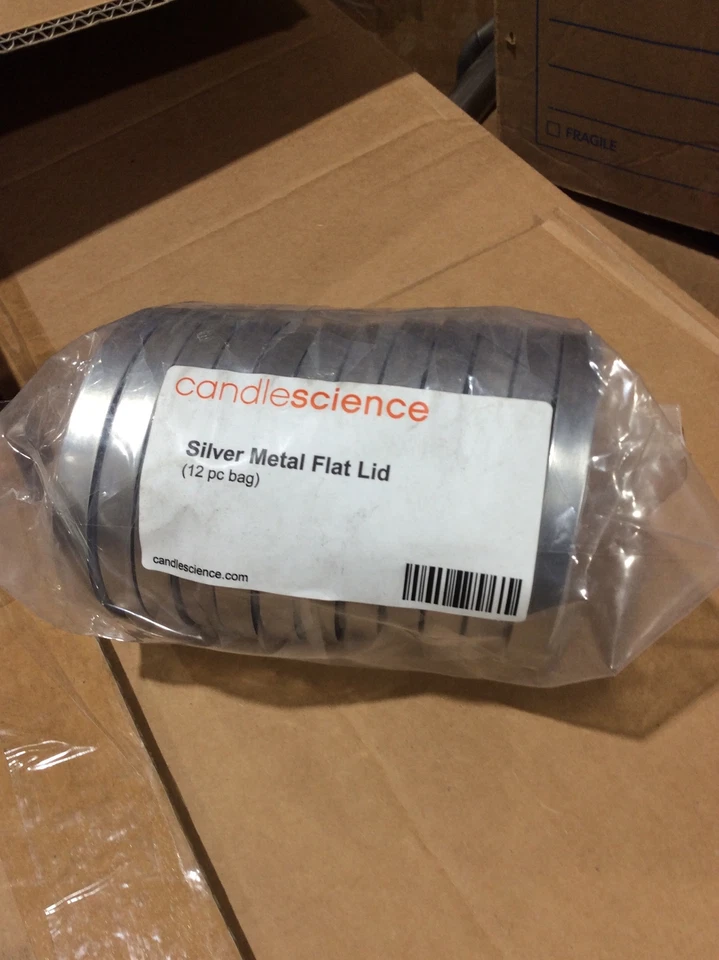 FRAGILE
candlescience
Silver Metal Flat Lid
(12 pc bag)
candlescience.com